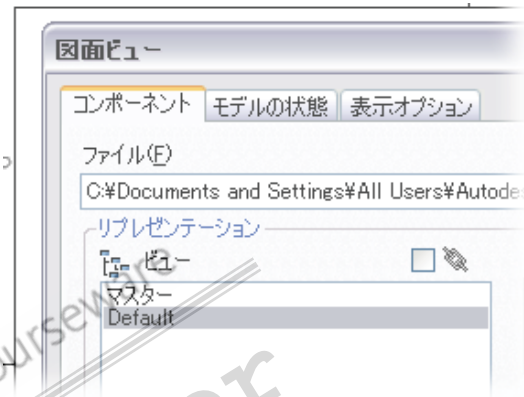 図面ビュー
コンポーネント モデルの状態 表示オプション
ファイル(F)
C:¥Documents and Settings¥All Users¥Autode
リプレゼンテーション
ビュー
マスター
Default
ourseware